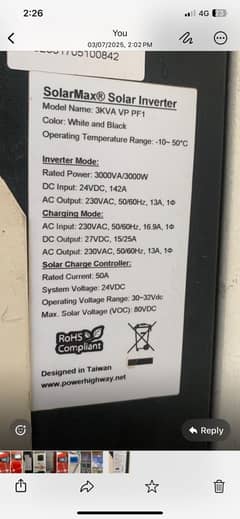 2:26
4G
You
03/07/2025, 2:02 PM
SolarMax® Solar Inverter
Model Name: 3KVA VP PF1
Color: White and Black
Operating Temperature Range: -10~ 50°C
Inverter Mode:
Rated Power: 3000VA/3000W
DC Input: 24VDC, 142A
AC Output: 230VAC, 50/60Hz, 13A, 1Φ
Charging Mode:
AC Input: 230VAC, 50/60Hz, 16.9A, 1Φ
DC Output: 27VDC, 15/25A
AC Output: 230VAC, 50/60Hz, 13A, 1Φ
Solar Charge Controller:
Rated Current: 50A
System Voltage: 24VDC
Operating Voltage Range: 30~32Vdc
Max. Solar Voltage (VOC): 80VDC
RoHS
Compliant
Designed in Taiwan
www.powerhighway.net
Reply